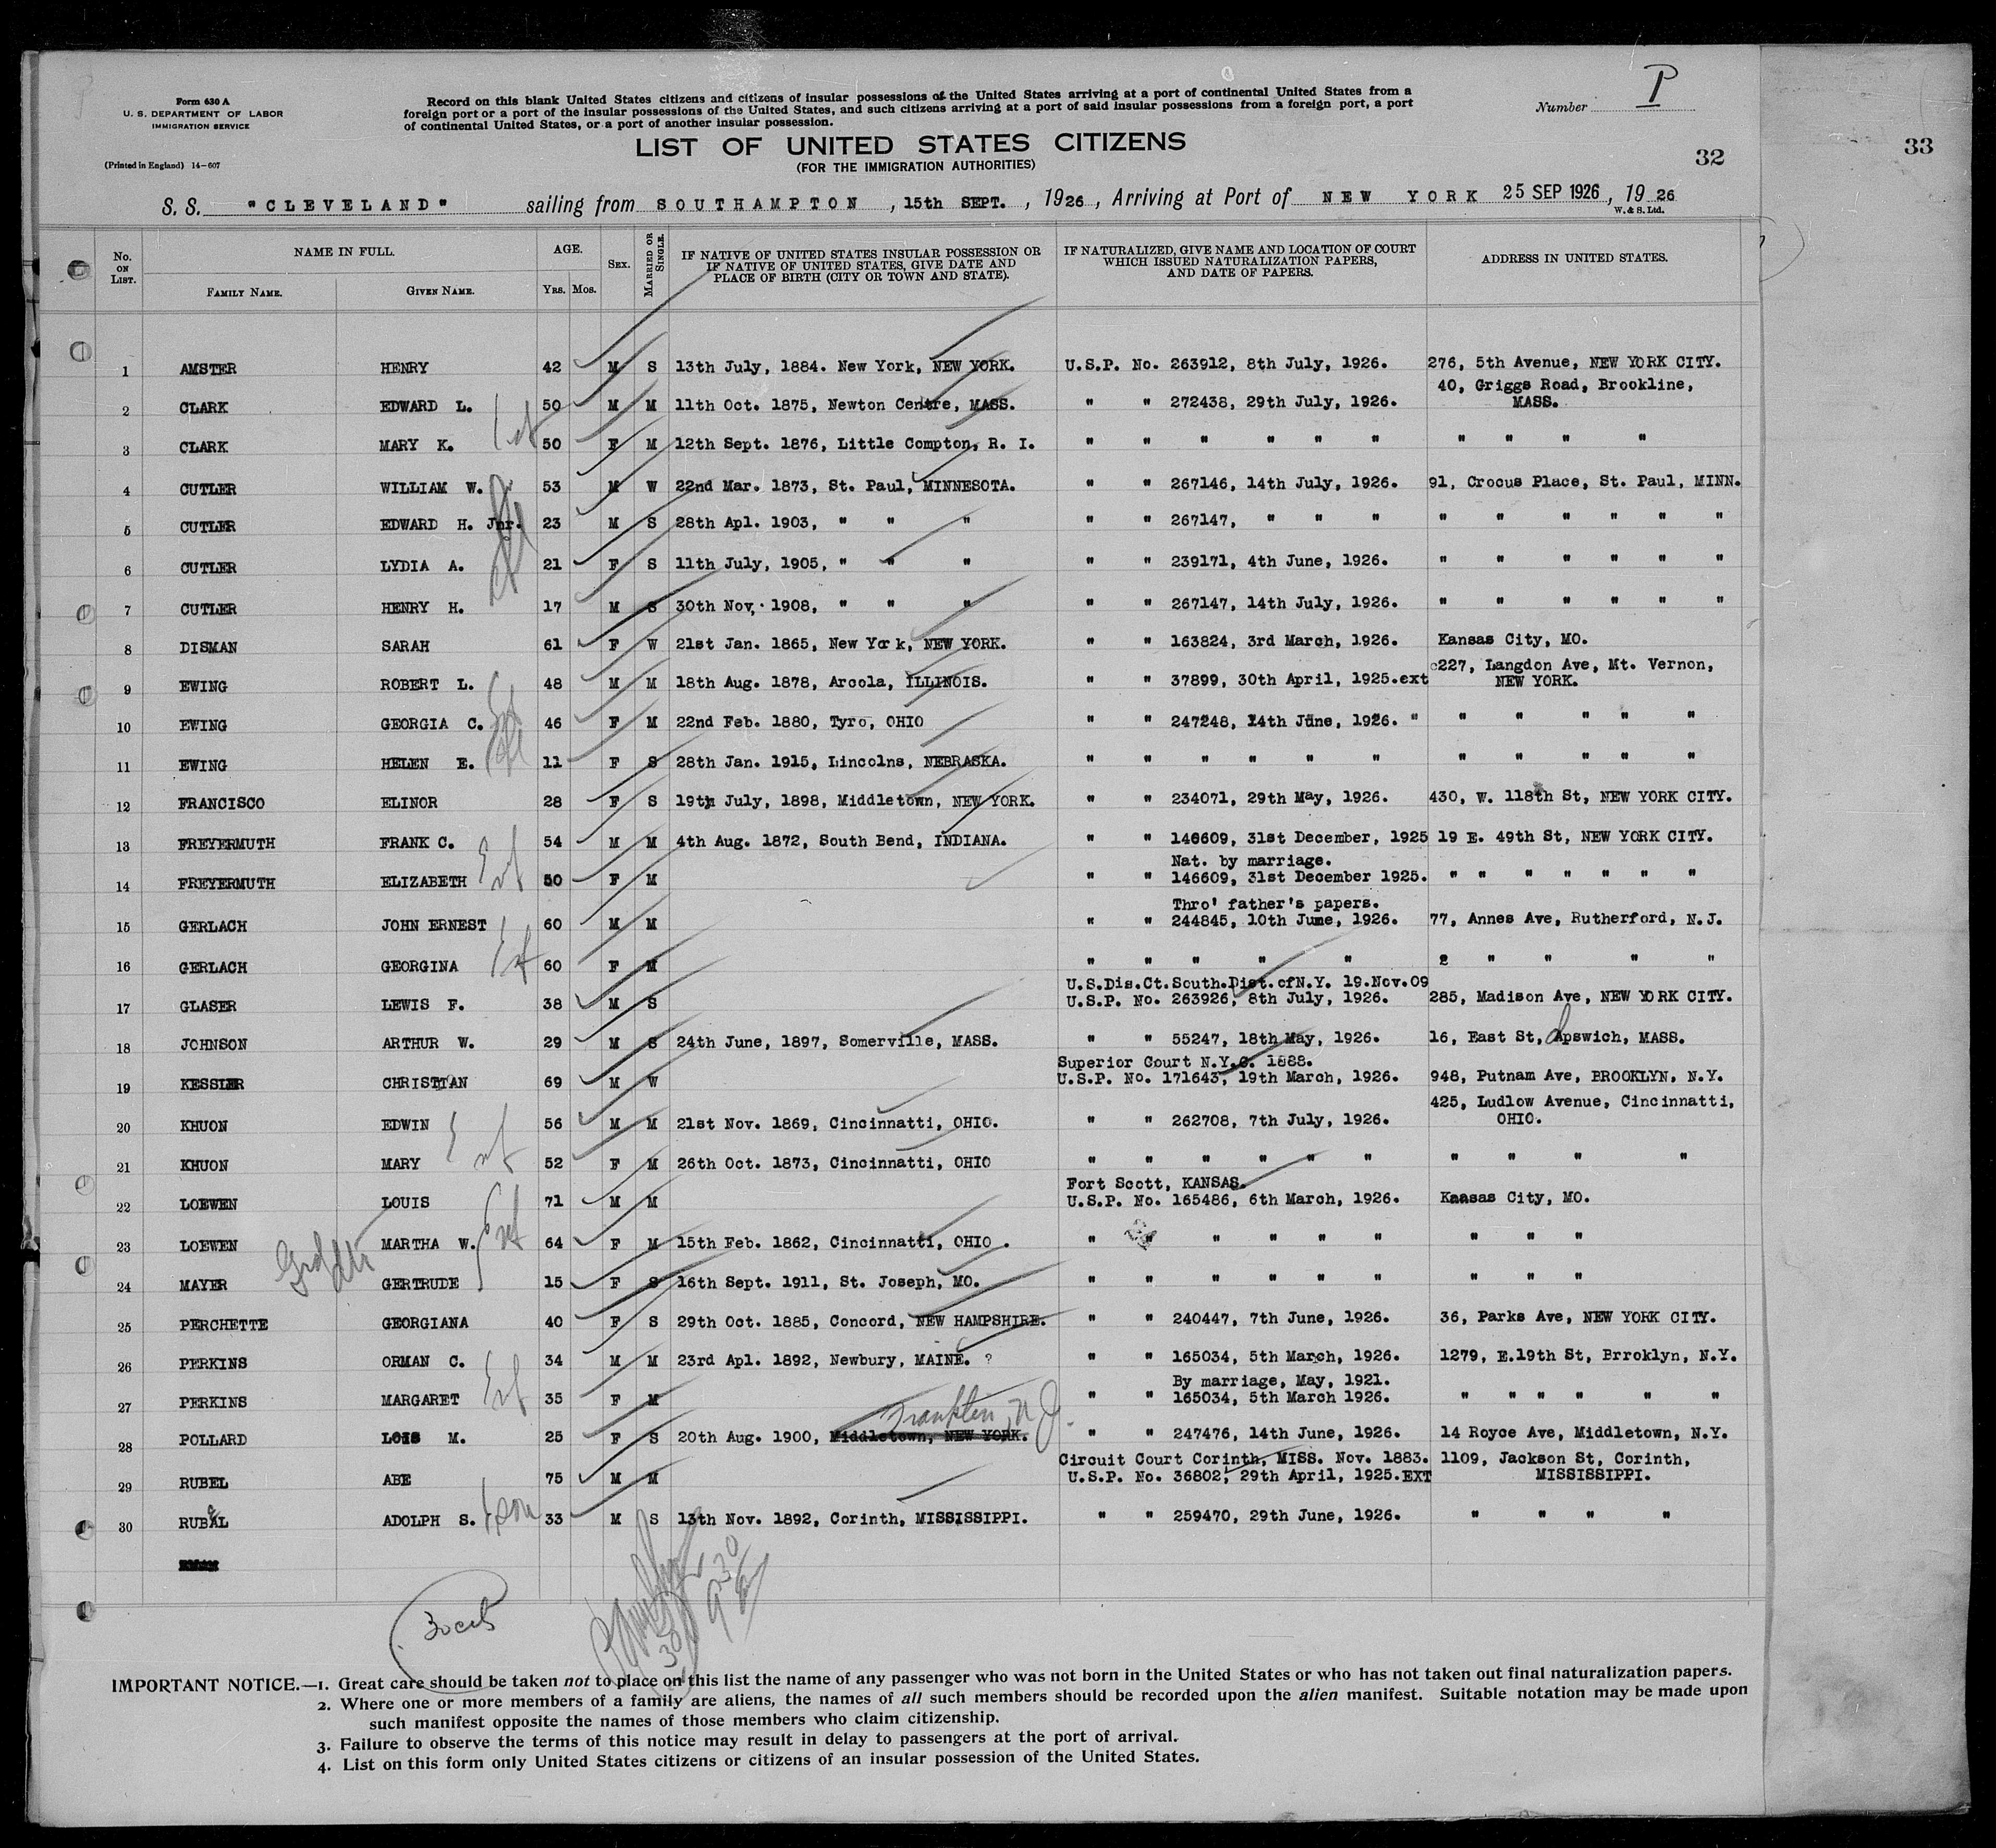 Form 630 A
U. S. DEPARTMENT OF LABOR
IMMIGRATION SERVICE
(Printed in England) 14-607
Record on this blank United States citizens and citizens of insular possessions of the United States arriving at a port of continental United States from a
foreign port or a port of the insular possessions of the United States, and such citizens arriving at a port of said insular possessions from a foreign port, a port
of continental United States, or a port of another insular possession.
Number P
LIST OF UNITED STATES CITIZENS
(FOR THE IMMIGRATION AUTHORITIES)
32
33
S. S. "CLEVELAND" sailing from SOUTHAMPTON, 15th SEPT., 1926, Arriving at Port of NEW YORK 25 SEP 1926, 1926
W. & S. Ltd.
No. ON LIST. NAME IN FULL. AGE. SEX. MARRIED OR SINGLE. IF NATIVE OF UNITED STATES INSULAR POSSESSION OR IF NATIVE OF UNITED STATES, GIVE DATE AND PLACE OF BIRTH (CITY OR TOWN AND STATE). IF NATURALIZED, GIVE NAME AND LOCATION OF COURT WHICH ISSUED NATURALIZATION PAPERS, AND DATE OF PAPERS. ADDRESS IN UNITED STATES.
FAMILY NAME. GIVEN NAME. YRS. MOS.
1 AMSTER HENRY 42 M S 13th July, 1884. New York, NEW YORK. U.S.P. No. 263912, 8th July, 1926. 276, 5th Avenue, NEW YORK CITY.
2 CLARK EDWARD L. 50 M M 11th Oct. 1875, Newton Centre, MASS. " " 272438, 29th July, 1926. 40, Griggs Road, Brookline,
MASS.
3 CLARK MARY K. 50 F M 12th Sept. 1876, Little Compton, R. I. " " " " " " " " " "
4 CUTLER WILLIAM W. 53 M W 22nd Mar. 1873, St. Paul, MINNESOTA. " " 267146, 14th July, 1926. 91, Crocus Place, St. Paul, MINN.
5 CUTLER EDWARD H. Jnr. 23 M S 28th Apl. 1903, " " " " " 267147, " " " " " " " " "
6 CUTLER LYDIA A. 21 F S 11th July, 1905, " " " " " 239171, 4th June, 1926. " " " " " "
7 CUTLER HENRY H. 17 M S 30th Nov. 1908, " " " " " 267147, 14th July, 1926. " " " " " "
8 DISMAN SARAH 61 F W 21st Jan. 1865, New York, NEW YORK. " " 163824, 3rd March, 1926. Kansas City, MO.
9 EWING ROBERT L. 48 M M 18th Aug. 1878, Arcola, ILLINOIS. " " 37899, 30th April, 1925.ext c227, Langdon Ave, Mt. Vernon,
NEW YORK.
10 EWING GEORGIA C. 46 F M 22nd Feb. 1880, Tyro, OHIO " " 247248, 14th June, 1926. " " " " " "
11 EWING HELEN E. 11 F S 28th Jan. 1915, Lincolns, NEBRASKA. " " " " " " " " " " "
12 FRANCISCO ELINOR 28 F S 19th July, 1898, Middletown, NEW YORK. " " 234071, 29th May, 1926. 430, W. 118th St, NEW YORK CITY.
13 FREYERMUTH FRANK C. 54 M M 4th Aug. 1872, South Bend, INDIANA. " " 146609, 31st December, 1925 19 E. 49th St, NEW YORK CITY.
Nat. by marriage.
14 FREYERMUTH ELIZABETH 50 F M " " 146609, 31st December 1925. " " " " " " "
Thro' father's papers.
15 GERLACH JOHN ERNEST 60 M M " " 244845, 10th June, 1926. 77, Annes Ave, Rutherford, N.J.
16 GERLACH GEORGINA 60 F M " " " " " " " " "
U.S.Dis.Ct.South.Dist.ofN.Y. 19.Nov.09
17 GLASER LEWIS F. 38 M S U.S.P. No. 263926, 8th July, 1926. 285, Madison Ave, NEW YORK CITY.
18 JOHNSON ARTHUR W. 29 M S 24th June, 1897, Somerville, MASS. " " 55247, 18th May, 1926. 16, East St, Ipswich, MASS.
Superior Court N.Y.C. 1888.
19 KESSLER CHRISTIAN 69 M W U.S.P. No. 171643, 19th March, 1926. 948, Putnam Ave, BROOKLYN, N.Y.
20 KHUON EDWIN 56 M M 21st Nov. 1869, Cincinnatti, OHIO. " " 262708, 7th July, 1926. 425, Ludlow Avenue, Cincinnatti,
OHIO.
21 KHUON MARY 52 F M 26th Oct. 1873, Cincinnatti, OHIO " " " " " " " " " "
Fort Scott, KANSAS.
22 LOEWEN LOUIS 71 M M U.S.P. No. 165486, 6th March, 1926. Kansas City, MO.
23 LOEWEN MARTHA W. 64 F M 15th Feb. 1862, Cincinnatti, OHIO . " " " " " " " " "
24 MAYER GERTRUDE 15 F S 16th Sept. 1911, St. Joseph, MO. " " " " " " " " "
25 PERCHETTE GEORGIANA 40 F S 29th Oct. 1885, Concord, NEW HAMPSHIRE. " " 240447, 7th June, 1926. 36, Parks Ave, NEW YORK CITY.
26 PERKINS ORMAN C. 34 M M 23rd Apl. 1892, Newbury, MAINE. ? " " 165034, 5th March, 1926. 1279, E.19th St, Brroklyn, N.Y.
By marriage, May, 1921.
27 PERKINS MARGARET 35 F M " " 165034, 5th March 1926. " " " " " "
Frankten, N.J.
28 POLLARD LOIS M. 25 F S 20th Aug. 1900, Middletown, NEW YORK. " " 247476, 14th June, 1926. 14 Royce Ave, Middletown, N.Y.
Circuit Court Corinth, MISS. Nov. 1883. 1109, Jackson St, Corinth,
29 RUBEL ABE 75 M M U.S.P. No. 36802, 29th April, 1925.EXT MISSISSIPPI.
30 RUBAL ADOLPH S. son 33 M S 13th Nov. 1892, Corinth, MISSISSIPPI. " " 259470, 29th June, 1926. " " " "
IMPORTANT NOTICE.—1. Great care should be taken not to place on this list the name of any passenger who was not born in the United States or who has not taken out final naturalization papers.
2. Where one or more members of a family are aliens, the names of all such members should be recorded upon the alien manifest. Suitable notation may be made upon
such manifest opposite the names of those members who claim citizenship.
3. Failure to observe the terms of this notice may result in delay to passengers at the port of arrival.
4. List on this form only United States citizens or citizens of an insular possession of the United States.